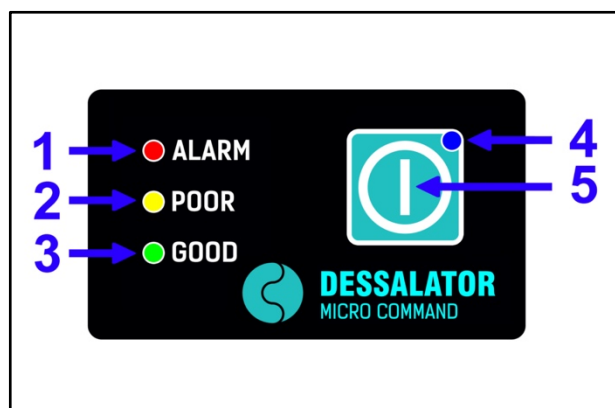 1 ALARM
2 POOR
3 GOOD
4
5
DESSALATOR
MICRO COMMAND